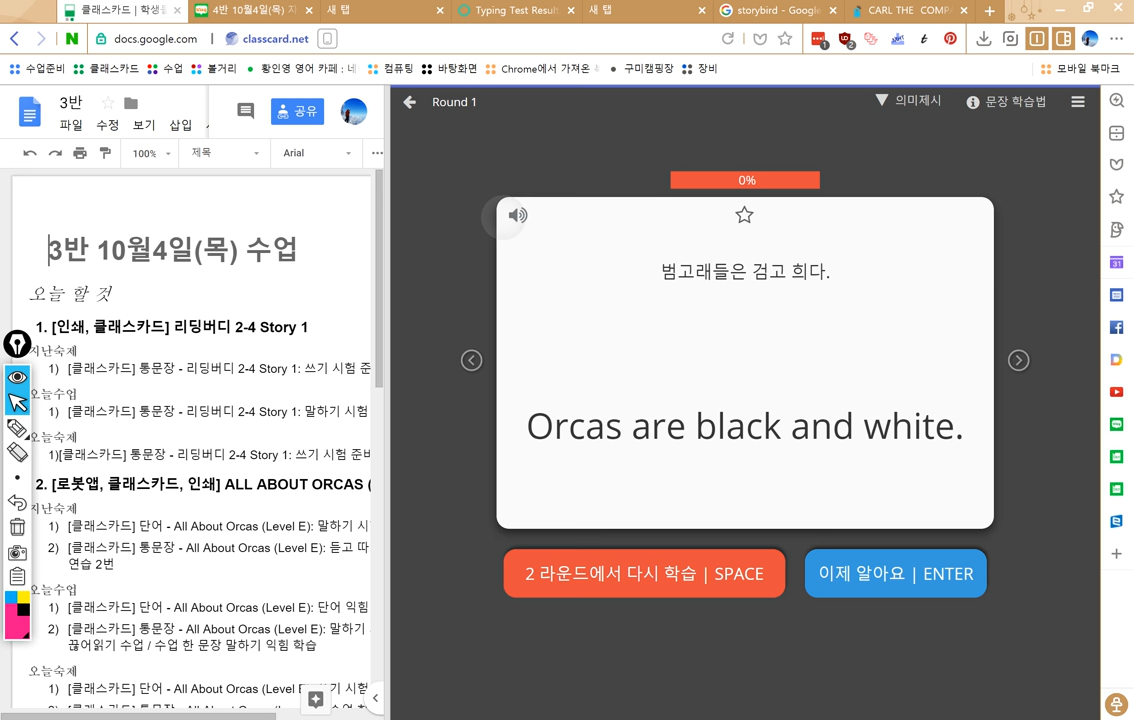 클래스카드 | 학생용
4반 10월4일(목) 지
새 탭
Typing Test Result
새 탭
storybird - Google
CARL THE COMPA
docs.google.com
classcard.net
수업준비
클래스카드
수업
볼거리
황인영 영어 카페 : 네
컴퓨팅
바탕화면
Chrome에서 가져온
구미캠핑장
장비
모바일 북마크
3반
파일 수정 보기 삽입
공유
100% 제목 Arial
3반 10월4일(목) 수업
오늘 할 것
1. [인쇄, 클래스카드] 리딩버디 2-4 Story 1
지난숙제
1) [클래스카드] 통문장 - 리딩버디 2-4 Story 1: 쓰기 시험 준
오늘수업
1) [클래스카드] 통문장 - 리딩버디 2-4 Story 1: 말하기 시험
오늘숙제
1)[클래스카드] 통문장 - 리딩버디 2-4 Story 1: 쓰기 시험 준비
2. [로봇앱, 클래스카드, 인쇄] ALL ABOUT ORCAS (
지난숙제
1) [클래스카드] 단어 - All About Orcas (Level E): 말하기 시
2) [클래스카드] 통문장 - All About Orcas (Level E): 듣고 따
연습 2번
오늘수업
1) [클래스카드] 단어 - All About Orcas (Level E): 단어 익힘
2) [클래스카드] 통문장 - All About Orcas (Level E): 말하기
끊어읽기 수업 / 수업 한 문장 말하기 익힘 학습
오늘숙제
1) [클래스카드] 단어 - All About Orcas (Level E): 쓰기 시험
Round 1
의미제시
문장 학습법
0%
범고래들은 검고 희다.
Orcas are black and white.
2 라운드에서 다시 학습 | SPACE
이제 알아요 | ENTER